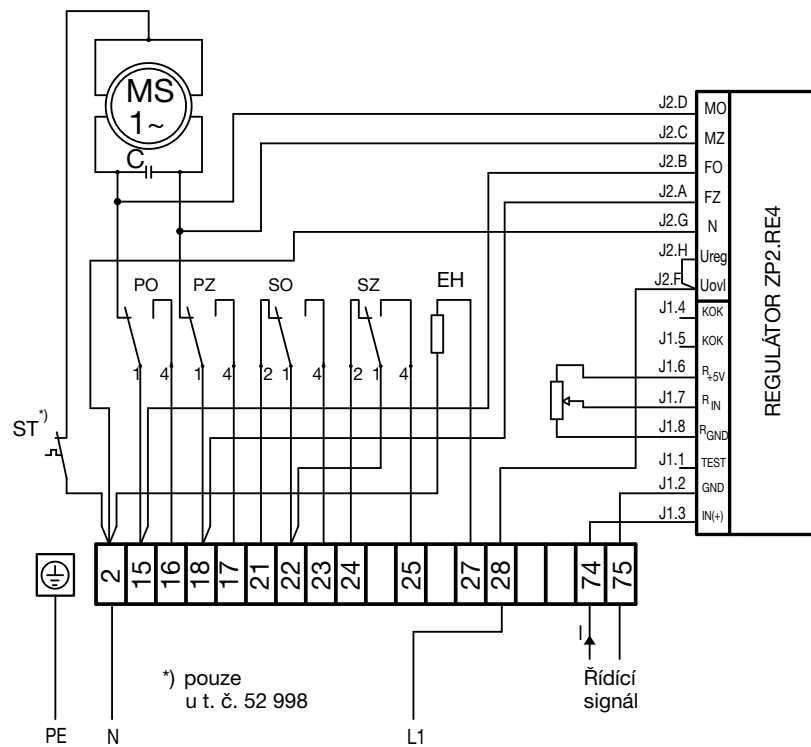 MS
1~
C
J2.D MO
J2.C MZ
J2.B FO
J2.A FZ
J2.G N
J2.H Ureg
J2.F Uovl
J1.4 KOK
J1.5 KOK
J1.6 R+5V
J1.7 RIN
J1.8 RGND
J1.1 TEST
J1.2 GND
J1.3 IN(+)
REGULÁTOR ZP2.RE4
PO PZ SO SZ EH
1 4 1 4 2 1 4 2 1 4
ST*)
2 15 16 18 17 21 22 23 24 25 27 28 74 75
I
*) pouze
u t. č. 52 998
Řídící
signál
PE N L1